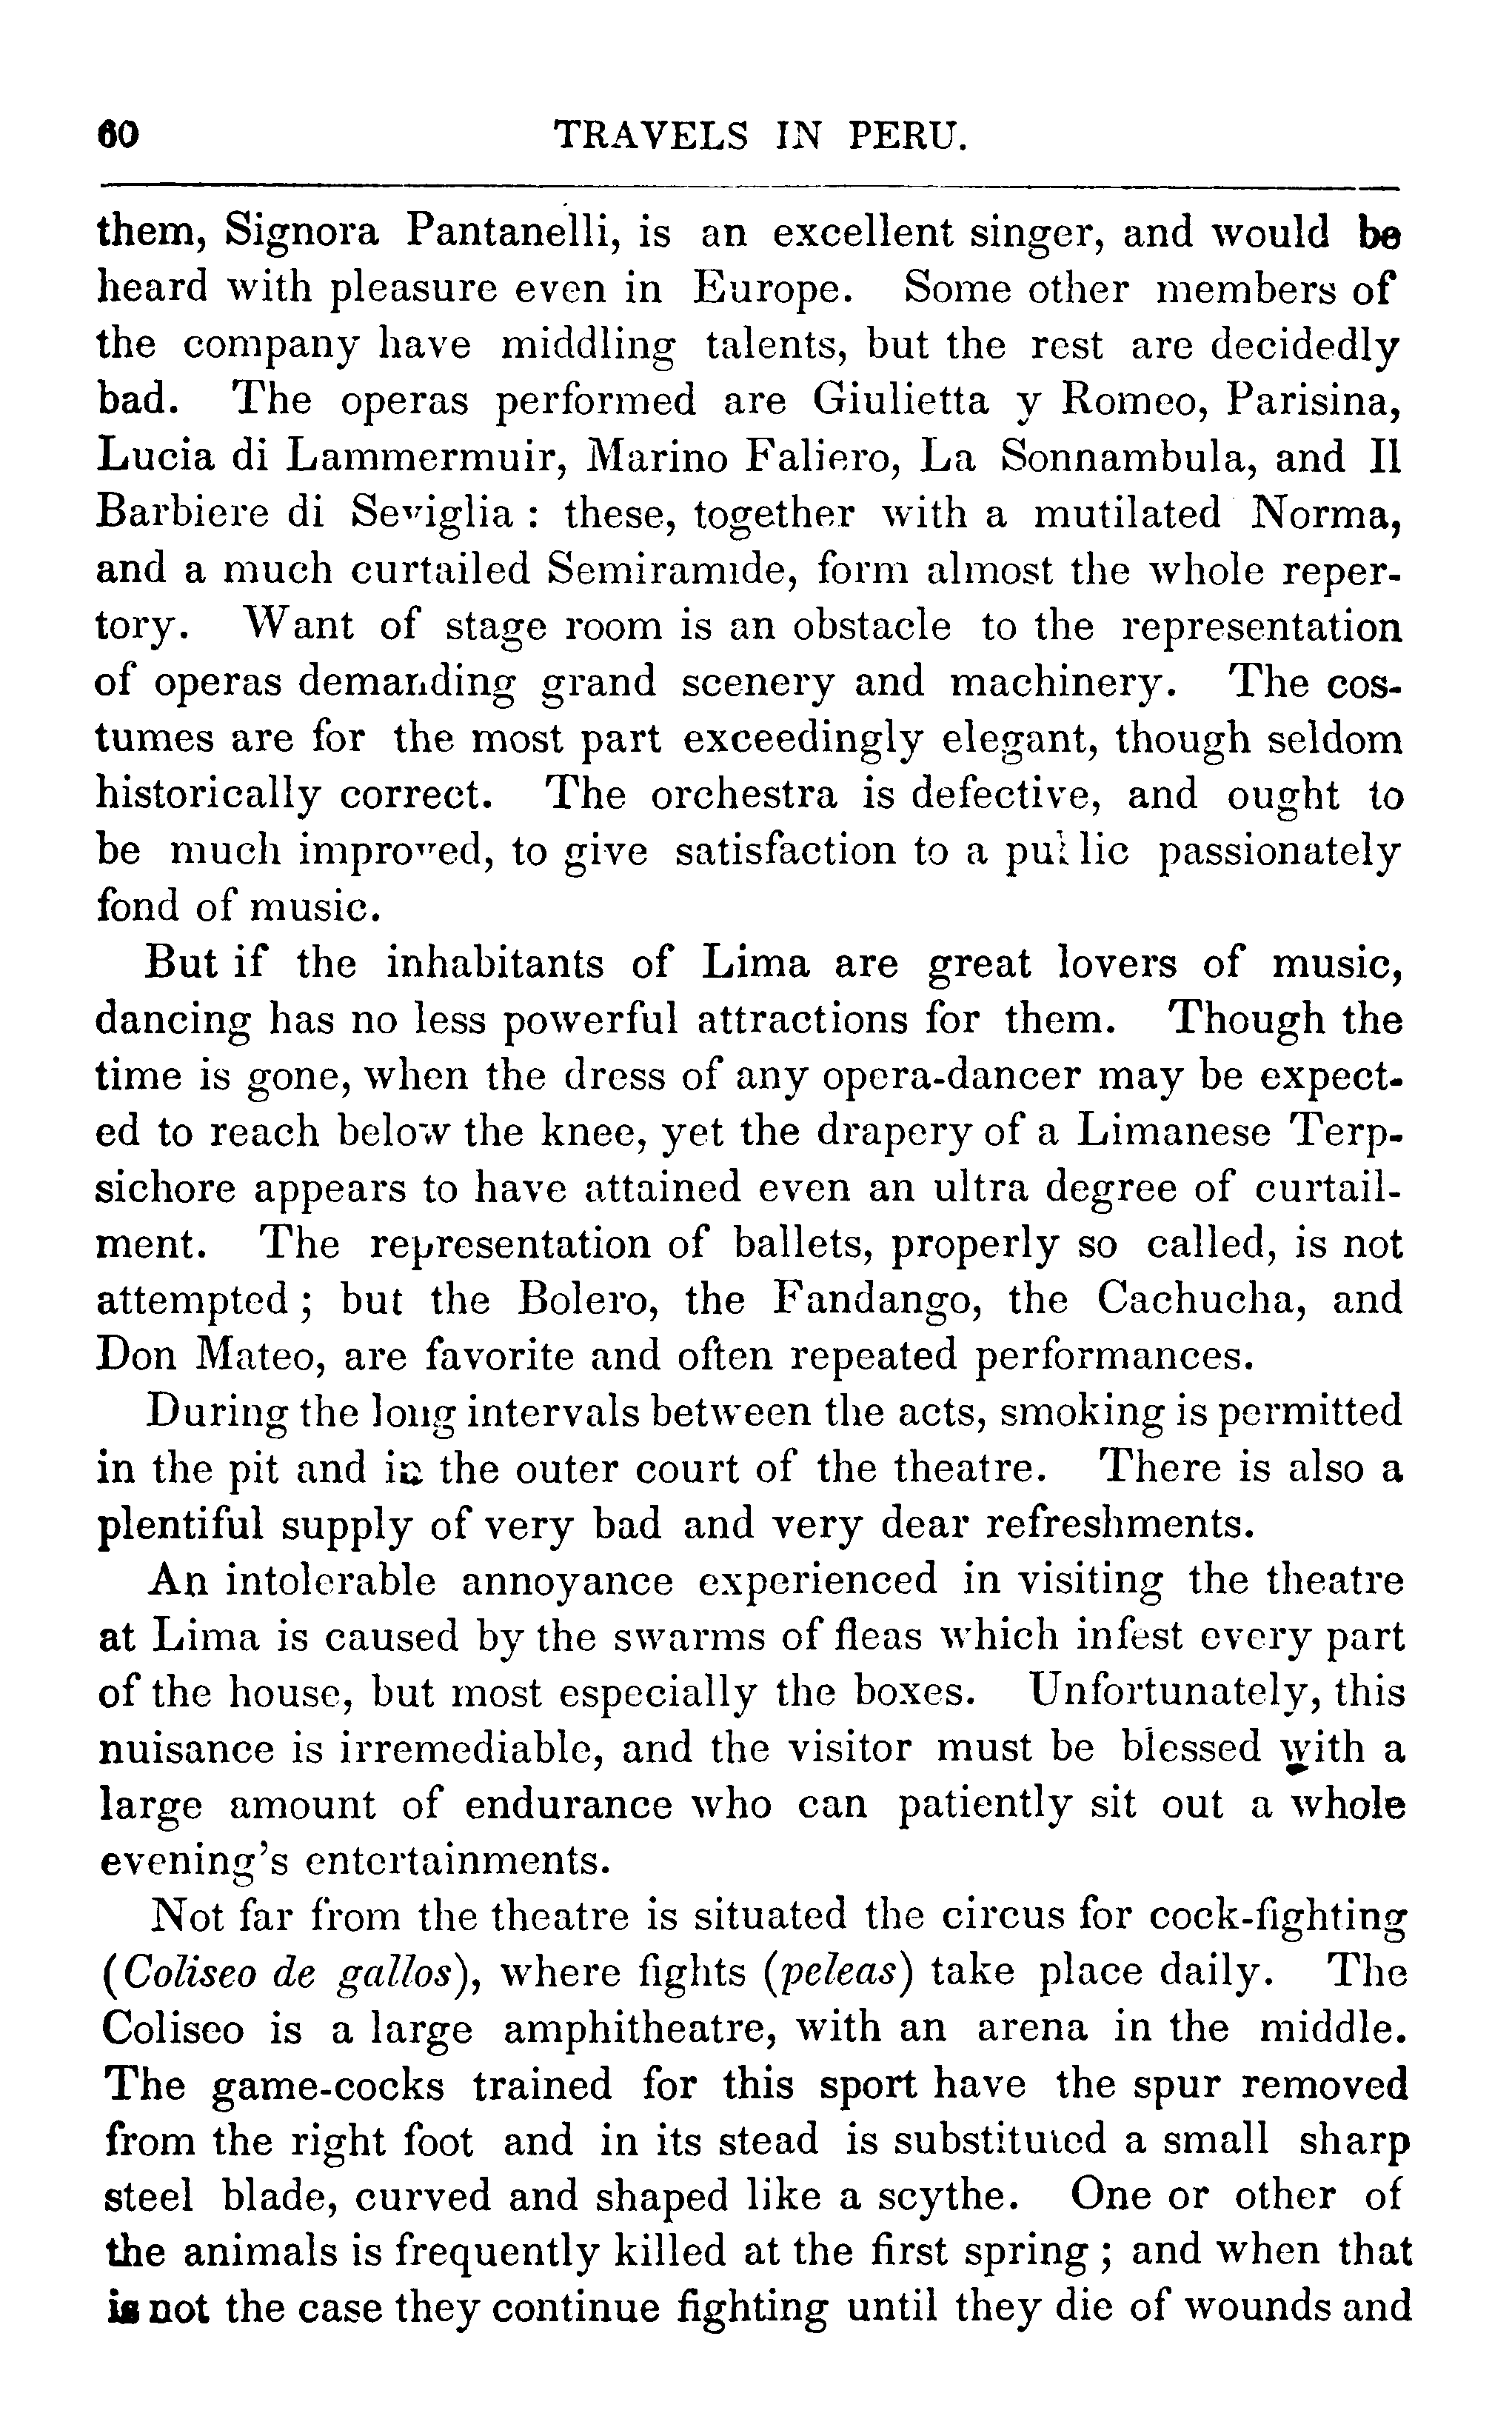 60 TRAVELS IN PERU.
them, Signora Pantanelli, is an excellent singer, and would be
heard with pleasure even in Europe. Some other members of
the company have middling talents, but the rest are decidedly
bad. The operas performed are Giulietta y Romeo, Parisina,
Lucia di Lammermuir, Marino Faliero, La Sonnambula, and Il
Barbiere di Seviglia : these, together with a mutilated Norma,
and a much curtailed Semiramide, form almost the whole reper-
tory. Want of stage room is an obstacle to the representation
of operas demanding grand scenery and machinery. The cos-
tumes are for the most part exceedingly elegant, though seldom
historically correct. The orchestra is defective, and ought to
be much improved, to give satisfaction to a public passionately
fond of music.
But if the inhabitants of Lima are great lovers of music,
dancing has no less powerful attractions for them. Though the
time is gone, when the dress of any opera-dancer may be expect-
ed to reach below the knee, yet the drapery of a Limanese Terp-
sichore appears to have attained even an ultra degree of curtail-
ment. The representation of ballets, properly so called, is not
attempted ; but the Bolero, the Fandango, the Cachucha, and
Don Mateo, are favorite and often repeated performances.
During the long intervals between the acts, smoking is permitted
in the pit and in the outer court of the theatre. There is also a
plentiful supply of very bad and very dear refreshments.
An intolerable annoyance experienced in visiting the theatre
at Lima is caused by the swarms of fleas which infest every part
of the house, but most especially the boxes. Unfortunately, this
nuisance is irremediable, and the visitor must be blessed with a
large amount of endurance who can patiently sit out a whole
evening's entertainments.
Not far from the theatre is situated the circus for cock-fighting
(Coliseo de gallos), where fights (peleas) take place daily. The
Coliseo is a large amphitheatre, with an arena in the middle.
The game-cocks trained for this sport have the spur removed
from the right foot and in its stead is substituted a small sharp
steel blade, curved and shaped like a scythe. One or other of
the animals is frequently killed at the first spring ; and when that
is not the case they continue fighting until they die of wounds and